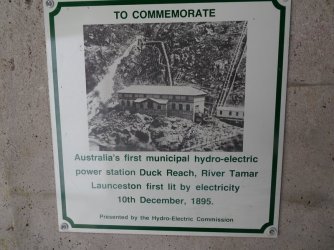 TO COMMEMORATE
Australia's first municipal hydro-electric
power station Duck Reach, River Tamar
Launceston first lit by electricity
10th December, 1895.
Presented by the Hydro-Electric Commission